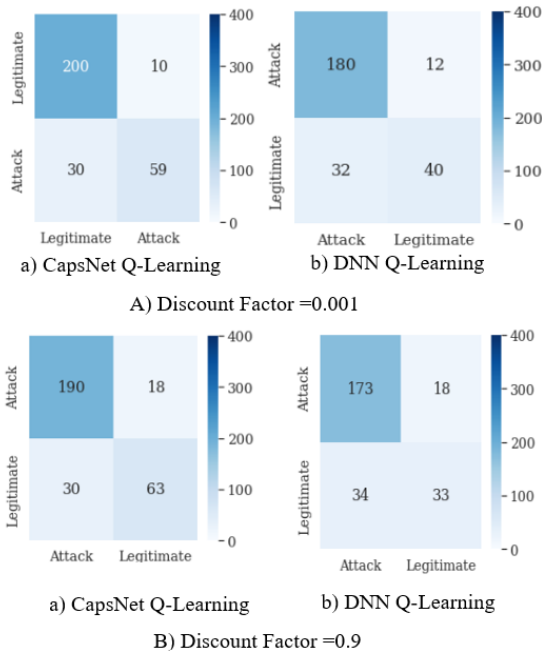 400
300
200
100
0
Legitimate
Attack
200 10
30 59
Legitimate Attack
a) CapsNet Q-Learning
400
300
200
100
0
Attack
Legitimate
180 12
32 40
Attack Legitimate
b) DNN Q-Learning
A) Discount Factor =0.001
400
300
200
100
0
Attack
Legitimate
190 18
30 63
Attack Legitimate
a) CapsNet Q-Learning
400
300
200
100
0
Attack
Legitimate
173 18
34 33
Attack Legitimate
b) DNN Q-Learning
B) Discount Factor =0.9